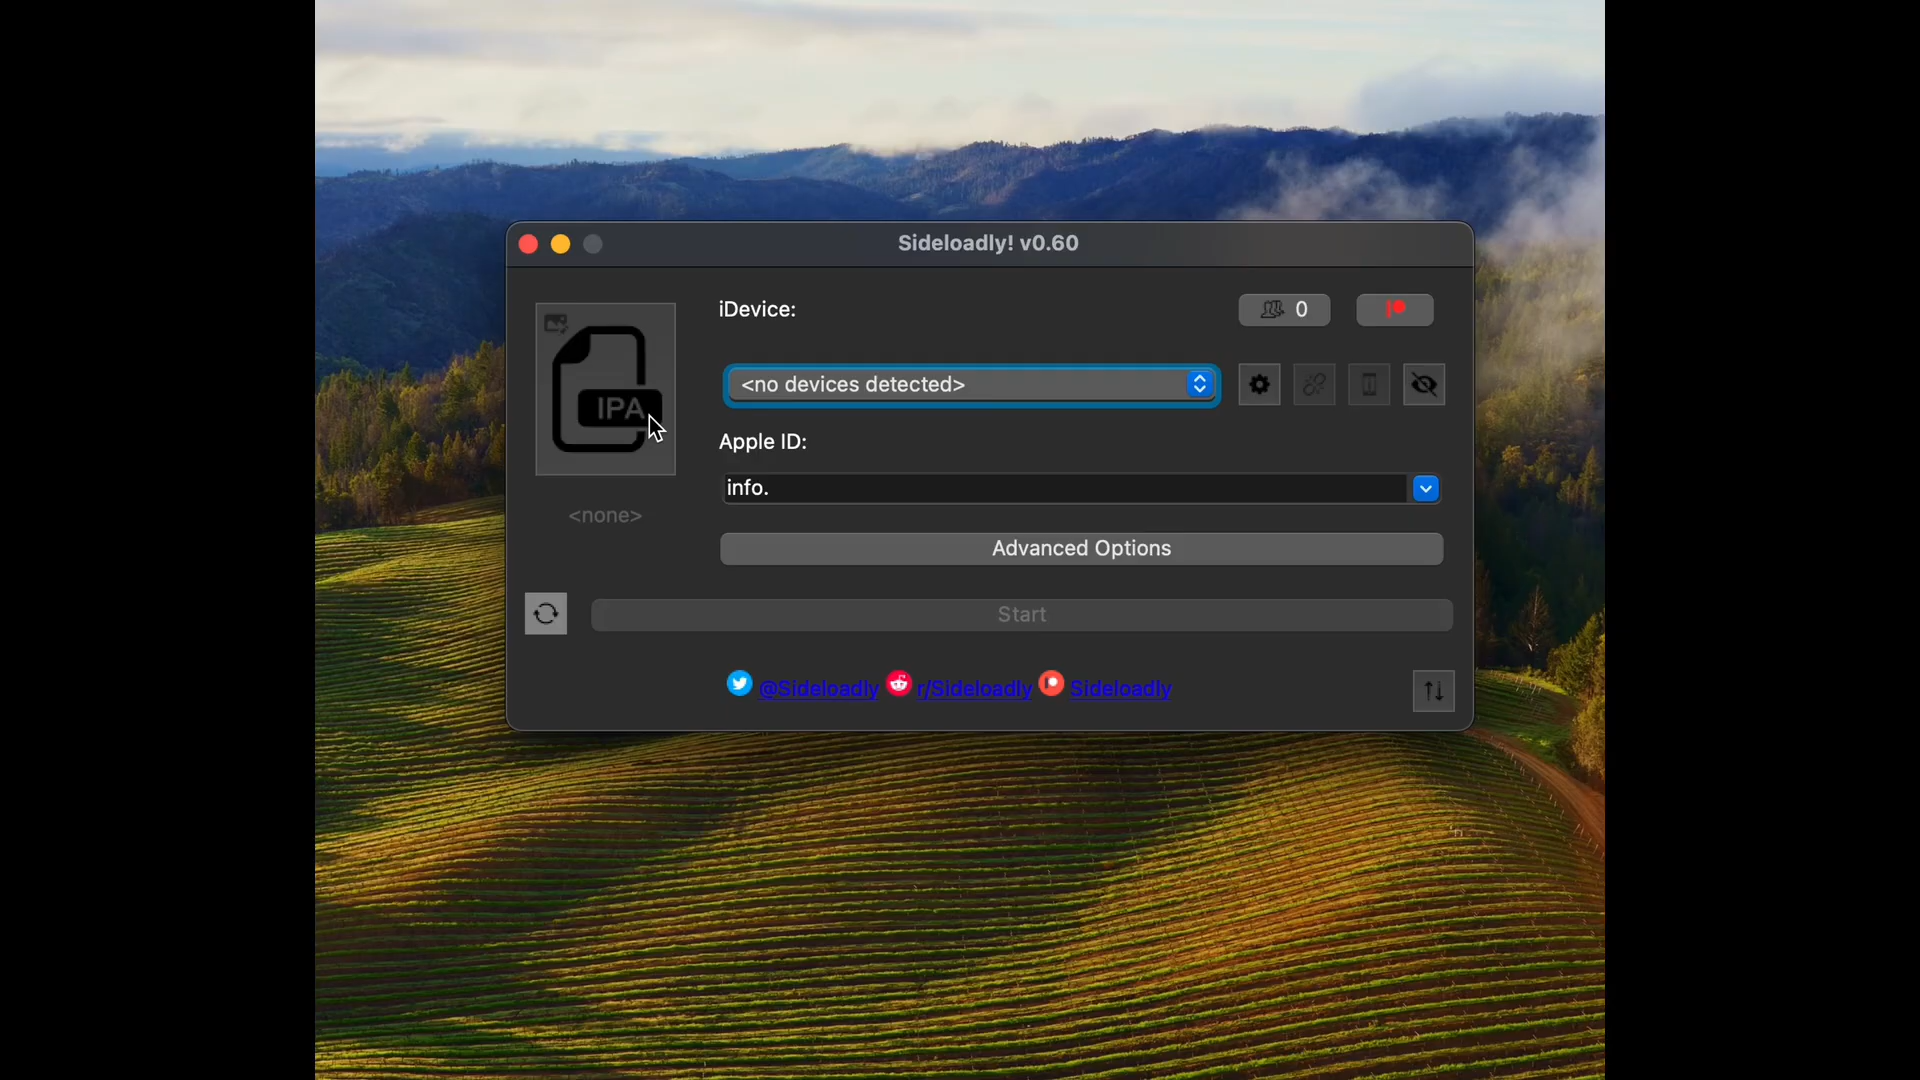 Sideloadly! v0.60
iDevice:
0
<no devices detected>
IPA
Apple ID:
info.
<none>
Advanced Options
Start
@Sideloadly r/Sideloadly Sideloadly